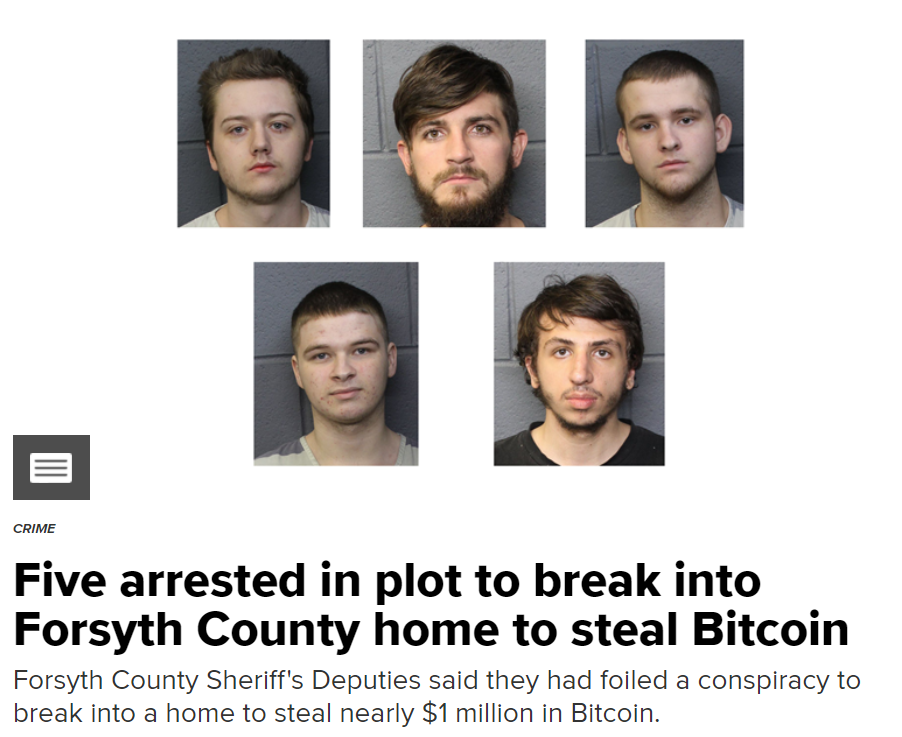 CRIME
Five arrested in plot to break into
Forsyth County home to steal Bitcoin
Forsyth County Sheriff's Deputies said they had foiled a conspiracy to
break into a home to steal nearly $1 million in Bitcoin.